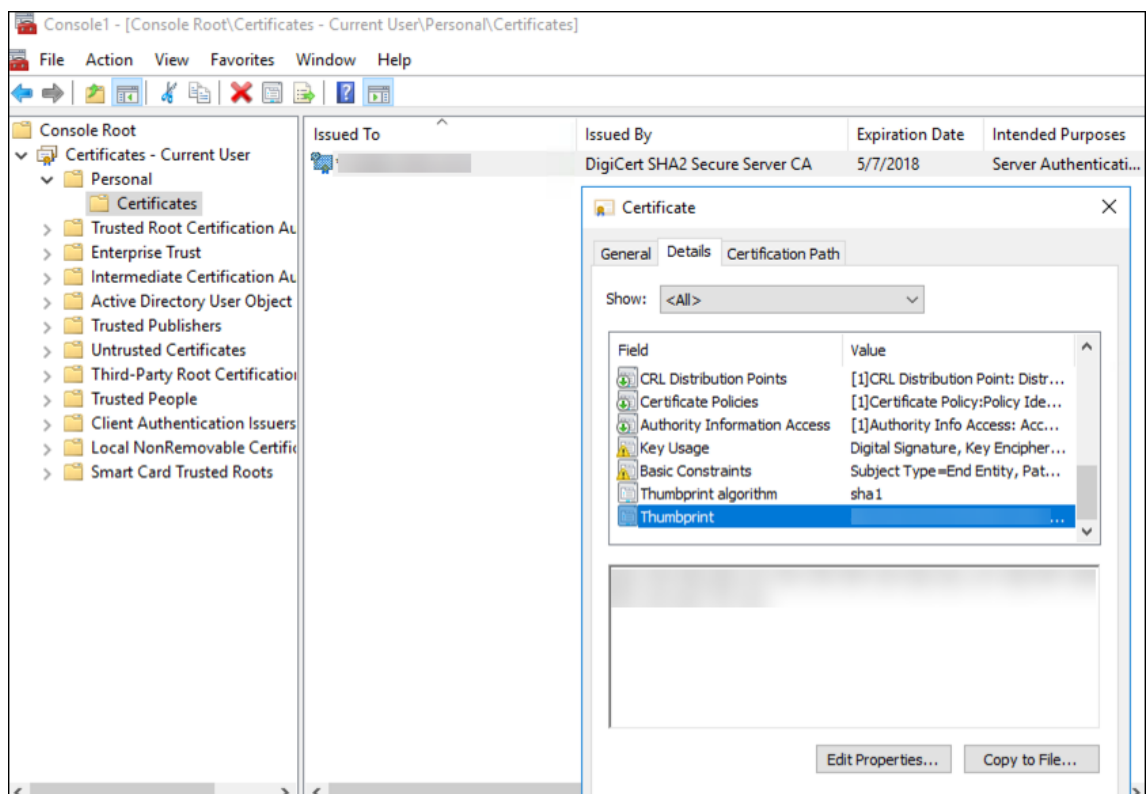 Console1 - [Console Root\Certificates - Current User\Personal\Certificates]
File Action View Favorites Window Help
Console Root
Certificates - Current User
Personal
Certificates
Trusted Root Certification Au
Enterprise Trust
Intermediate Certification Au
Active Directory User Object
Trusted Publishers
Untrusted Certificates
Third-Party Root Certification
Trusted People
Client Authentication Issuers
Local NonRemovable Certific
Smart Card Trusted Roots
Issued To Issued By Expiration Date Intended Purposes
DigiCert SHA2 Secure Server CA 5/7/2018 Server Authenticati...
Certificate
General Details Certification Path
Show: <All>
Field Value
CRL Distribution Points [1]CRL Distribution Point: Distr...
Certificate Policies [1]Certificate Policy:Policy Ide...
Authority Information Access [1]Authority Info Access: Acc...
Key Usage Digital Signature, Key Encipher...
Basic Constraints Subject Type=End Entity, Pat...
Thumbprint algorithm sha1
Thumbprint ...
Edit Properties... Copy to File...